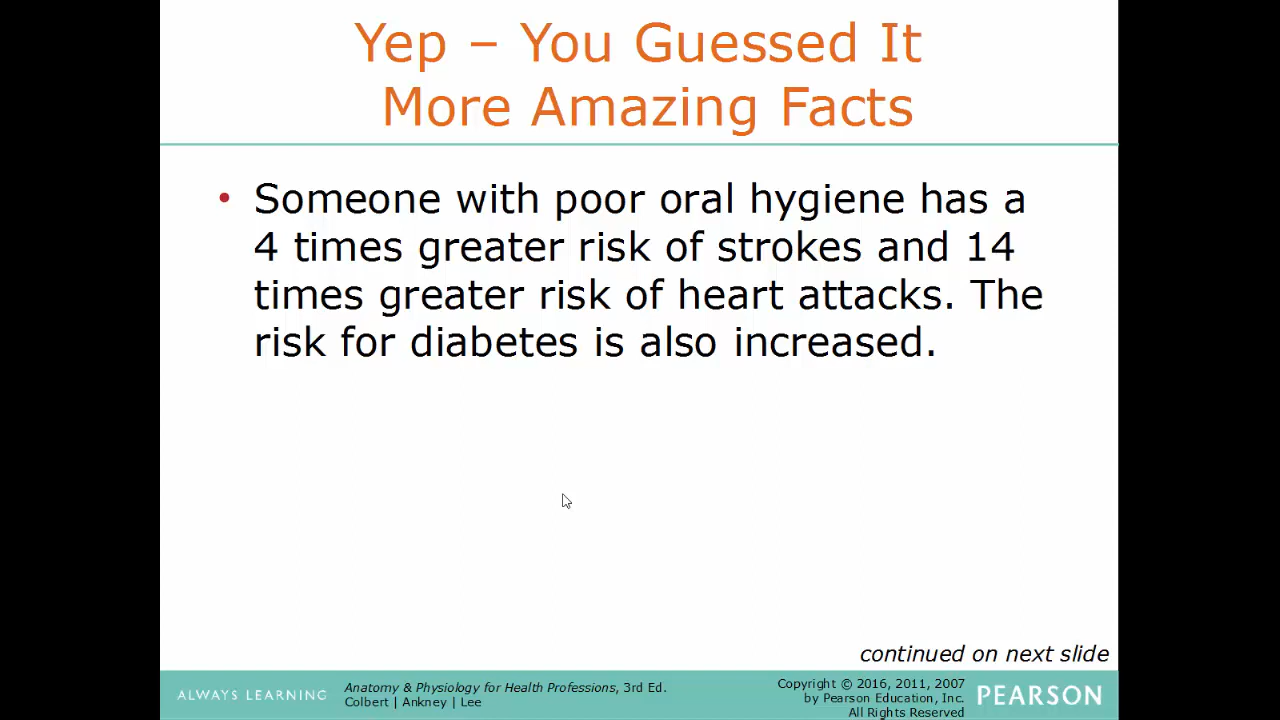 Yep – You Guessed It
More Amazing Facts
• Someone with poor oral hygiene has a
4 times greater risk of strokes and 14
times greater risk of heart attacks. The
risk for diabetes is also increased.
continued on next slide
ALWAYS LEARNING
Anatomy & Physiology for Health Professions, 3rd Ed.
Colbert | Ankney | Lee
Copyright © 2016, 2011, 2007
by Pearson Education, Inc.
All Rights Reserved
PEARSON